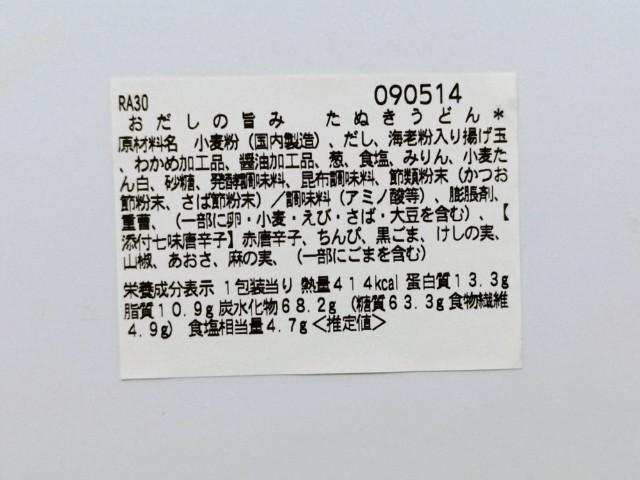 RA30 090514
おだしの旨み たぬきうどん*
原材料名 小麦粉(国内製造)、だし、海老粉入り揚げ玉
、わかめ加工品、醤油加工品、葱、食塩、みりん、小麦た
ん白、砂糖、発酵調味料、昆布調味料、節類粉末(かつお
節粉末、さば節粉末)/調味料(アミノ酸等)、膨脹剤、
重曹、(一部に卵・小麦・えび・さば・大豆を含む)、【
添付七味唐辛子】赤唐辛子、ちんぴ、黒ごま、けしの実、
山椒、あおさ、麻の実、(一部にごまを含む)
栄養成分表示 1包装当り 熱量414kcal 蛋白質13.3g
脂質10.9g 炭水化物68.2g (糖質63.3g 食物繊維
4.9g) 食塩相当量4.7g<推定値>